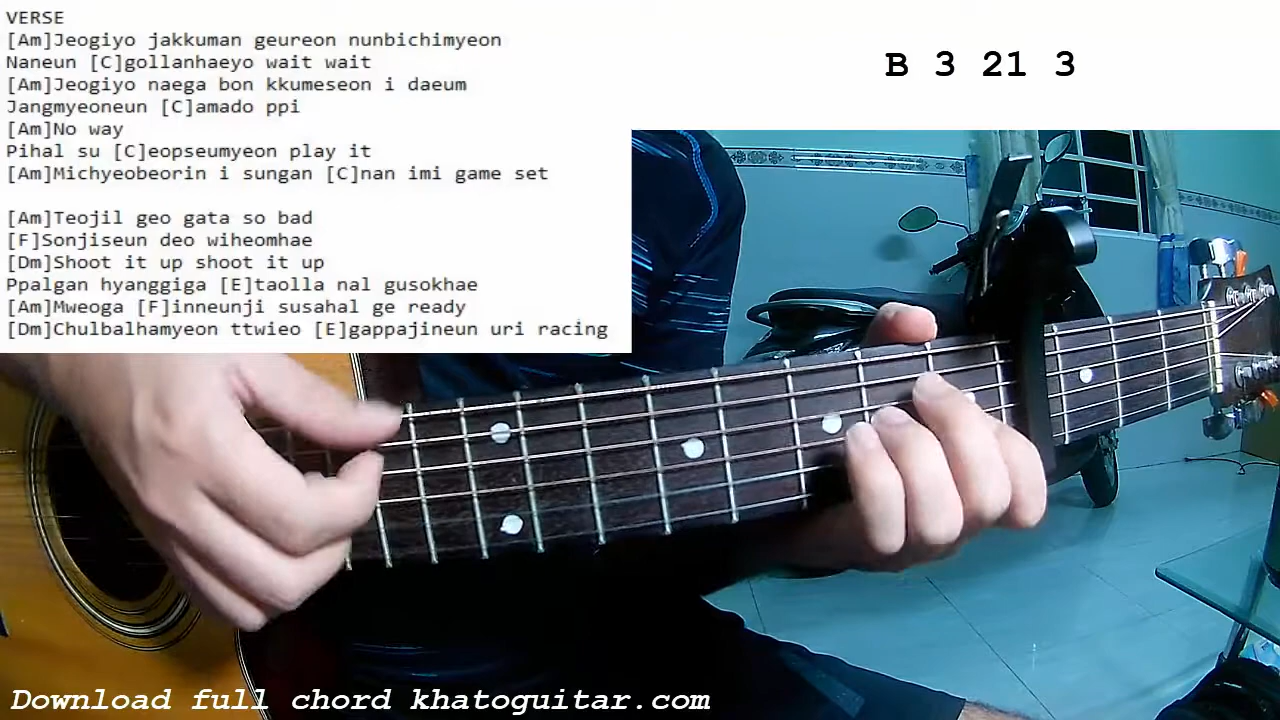 VERSE
[Am]Jeogiyo jakkuman geureon nunbichimyeon
Naneun [C]gollanhaeyo wait wait
[Am]Jeogiyo naega bon kkumeseon i daeum
Jangmyeoneun [C]amado ppi
[Am]No way
Pihal su [C]eopseumyeon play it
[Am]Michyeobeorin i sungan [C]nan imi game set
[Am]Teojil geo gata so bad
[F]Sonjiseun deo wiheomhae
[Dm]Shoot it up shoot it up
Ppalgan hyanggiga [E]taolla nal gusokhae
[Am]Mweoga [F]inneunji susahal ge ready
[Dm]Chulbalhamyeon ttwieo [E]gappajineun uri racing
B 3 21 3
Download full chord khatoguitar.com